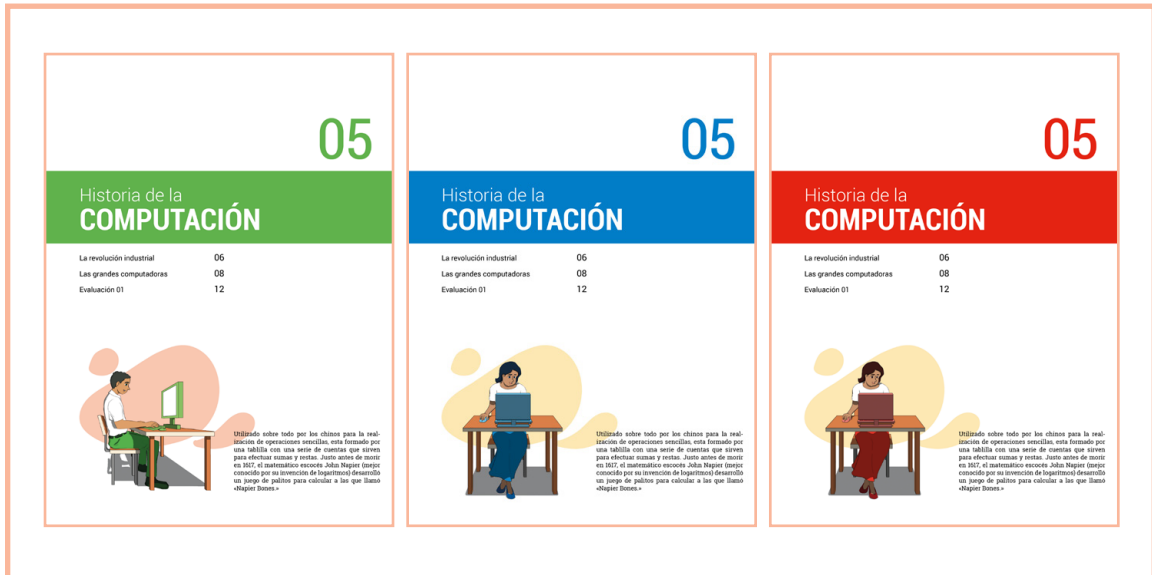 05
Historia de la
COMPUTACIÓN
La revolución industrial 06
Las grandes computadoras 08
Evaluación 01 12
Utilizado sobre todo por los chinos para la real-
ización de operaciones sencillas, esta formado por
una tablilla con una serie de cuentas que sirven
para efectuar sumas y restas. Justo antes de morir
en 1617, el matemático escocés John Napier (mejor
conocido por su invención de logaritmos) desarrolló
un juego de palitos para calcular a las que llamó
«Napier Bones.»
05
Historia de la
COMPUTACIÓN
La revolución industrial 06
Las grandes computadoras 08
Evaluación 01 12
Utilizado sobre todo por los chinos para la real-
ización de operaciones sencillas, esta formado por
una tablilla con una serie de cuentas que sirven
para efectuar sumas y restas. Justo antes de morir
en 1617, el matemático escocés John Napier (mejor
conocido por su invención de logaritmos) desarrolló
un juego de palitos para calcular a las que llamó
«Napier Bones.»
05
Historia de la
COMPUTACIÓN
La revolución industrial 06
Las grandes computadoras 08
Evaluación 01 12
Utilizado sobre todo por los chinos para la real-
ización de operaciones sencillas, esta formado por
una tablilla con una serie de cuentas que sirven
para efectuar sumas y restas. Justo antes de morir
en 1617, el matemático escocés John Napier (mejor
conocido por su invención de logaritmos) desarrolló
un juego de palitos para calcular a las que llamó
«Napier Bones.»